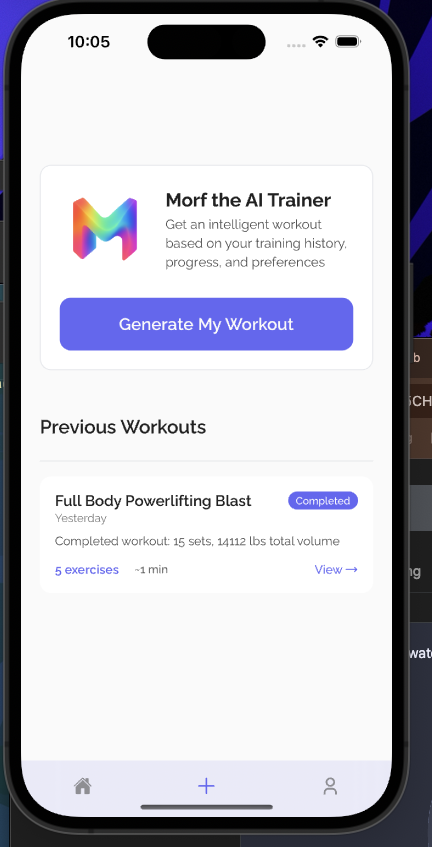 10:05
Morf the AI Trainer
Get an intelligent workout
based on your training history,
progress, and preferences
Generate My Workout
Previous Workouts
Full Body Powerlifting Blast
Completed
Yesterday
Completed workout: 15 sets, 14112 lbs total volume
5 exercises
~1 min
View →
b
5CH
ng
wat